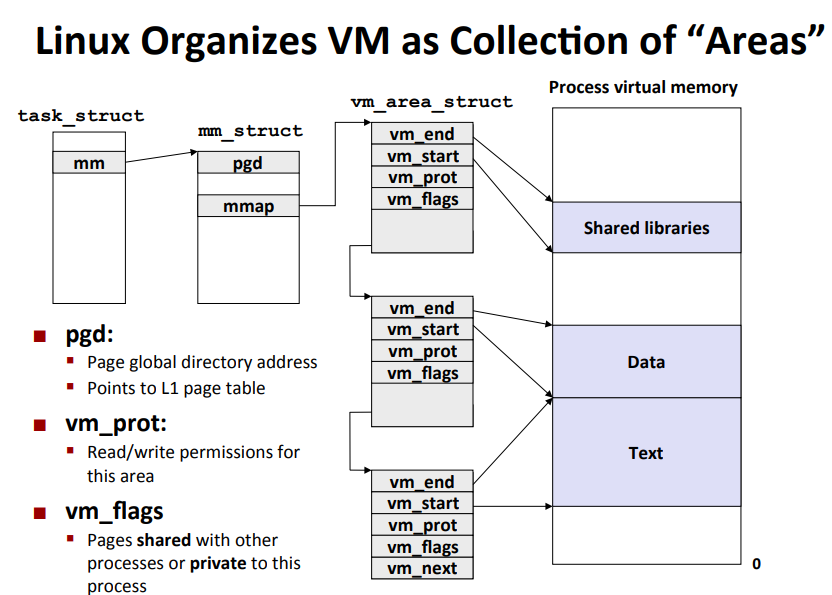 Linux Organizes VM as Collection of “Areas”
Process virtual memory
task_struct
mm
mm_struct
pgd
mmap
vm_area_struct
vm_end
vm_start
vm_prot
vm_flags
Shared libraries
vm_end
vm_start
vm_prot
vm_flags
Data
Text
vm_end
vm_start
vm_prot
vm_flags
vm_next
0
pgd:
Page global directory address
Points to L1 page table
vm_prot:
Read/write permissions for
this area
vm_flags
Pages shared with other
processes or private to this
process